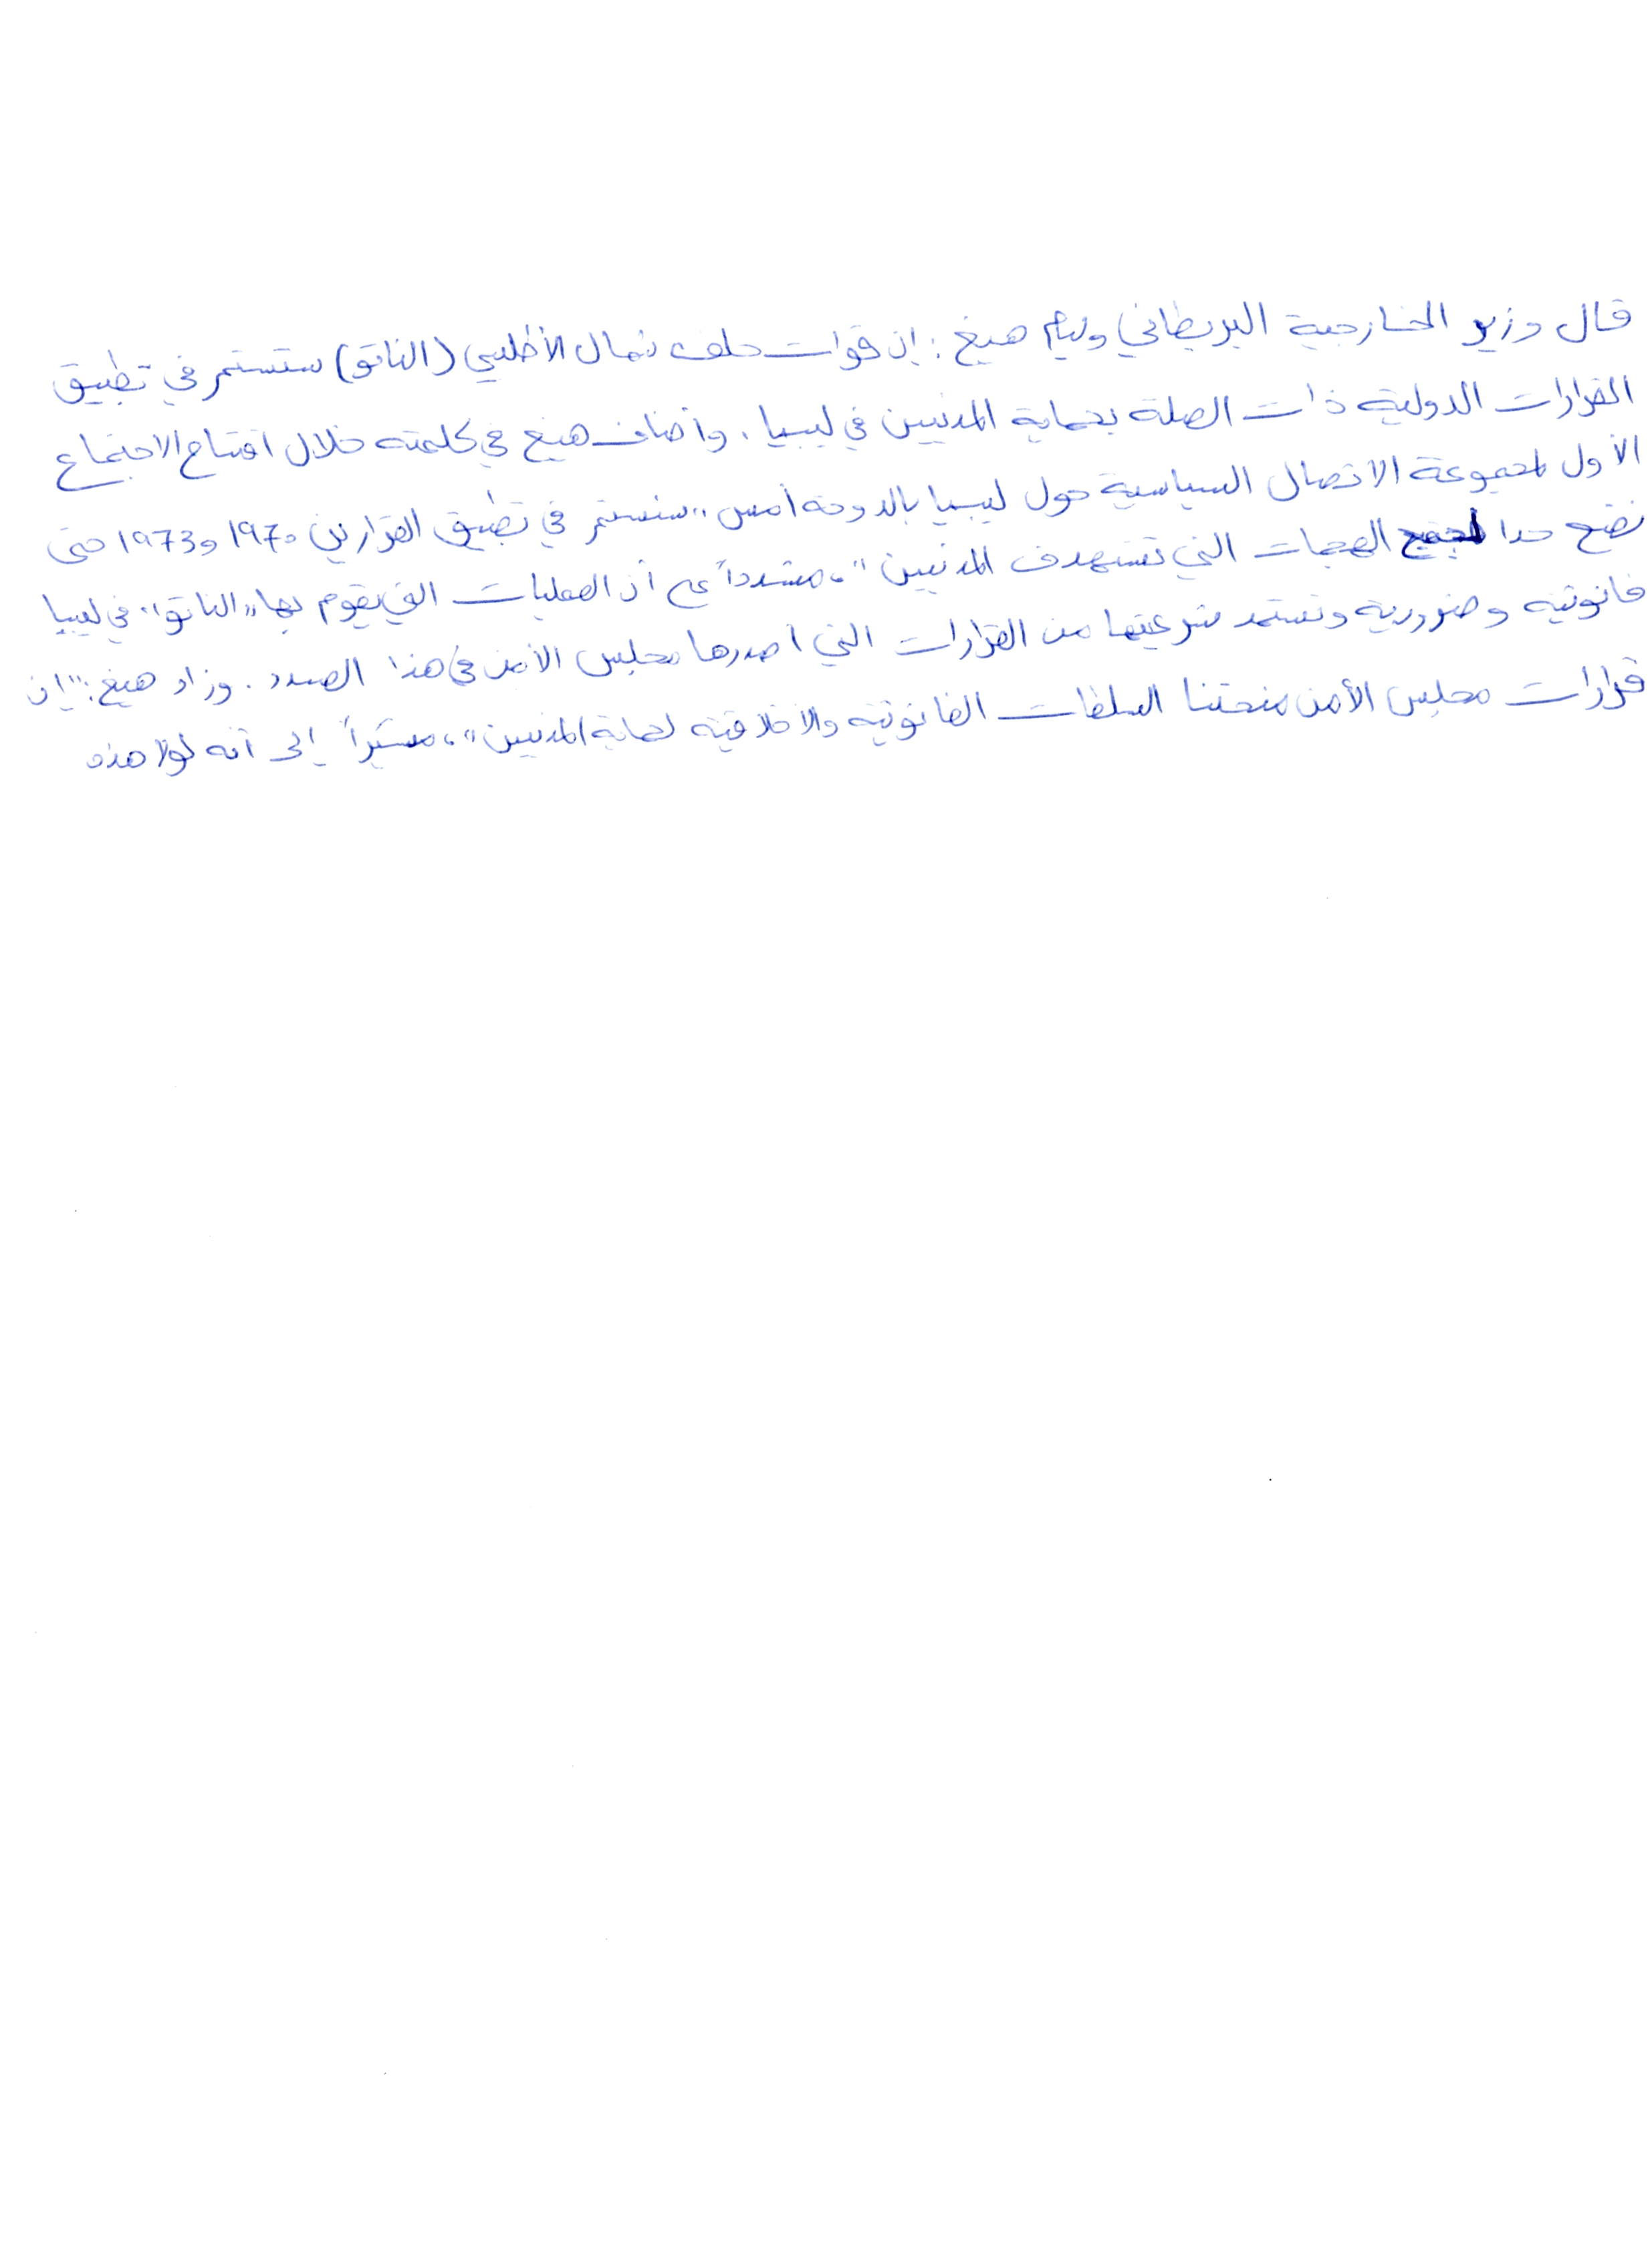 قال وزير الخارجية البريطاني وليام هيغ : إن قوات حلف شمال الأطلسي (الناتو) ستستمر في تطبيق
القرارات الدولية ذات الصلة بحماية المدنيين في ليبيا . وأضاف هيغ في كلمته خلال افتتاح الاجتماع
الأول لمجموعة الاتصال السياسية حول ليبيا بالدوحة أمس "سنستمر في تطبيق القرارين 1970 و1973 حتى
نضع حدا لجميع الهجمات التي تستهدف المدنيين"، مشدداً على أن العمليات التي يقوم بها "الناتو" في ليبيا
قانونية وضرورية وتستمد شرعيتها من القرارات التي أصدرها مجلس الأمن في هذا الصدد . وزاد هيغ : "إن
قرارات مجلس الأمن منحتنا السلطات القانونية والأخلاقية لحماية المدنيين"، مشيراً إلى أنه لولا هذه